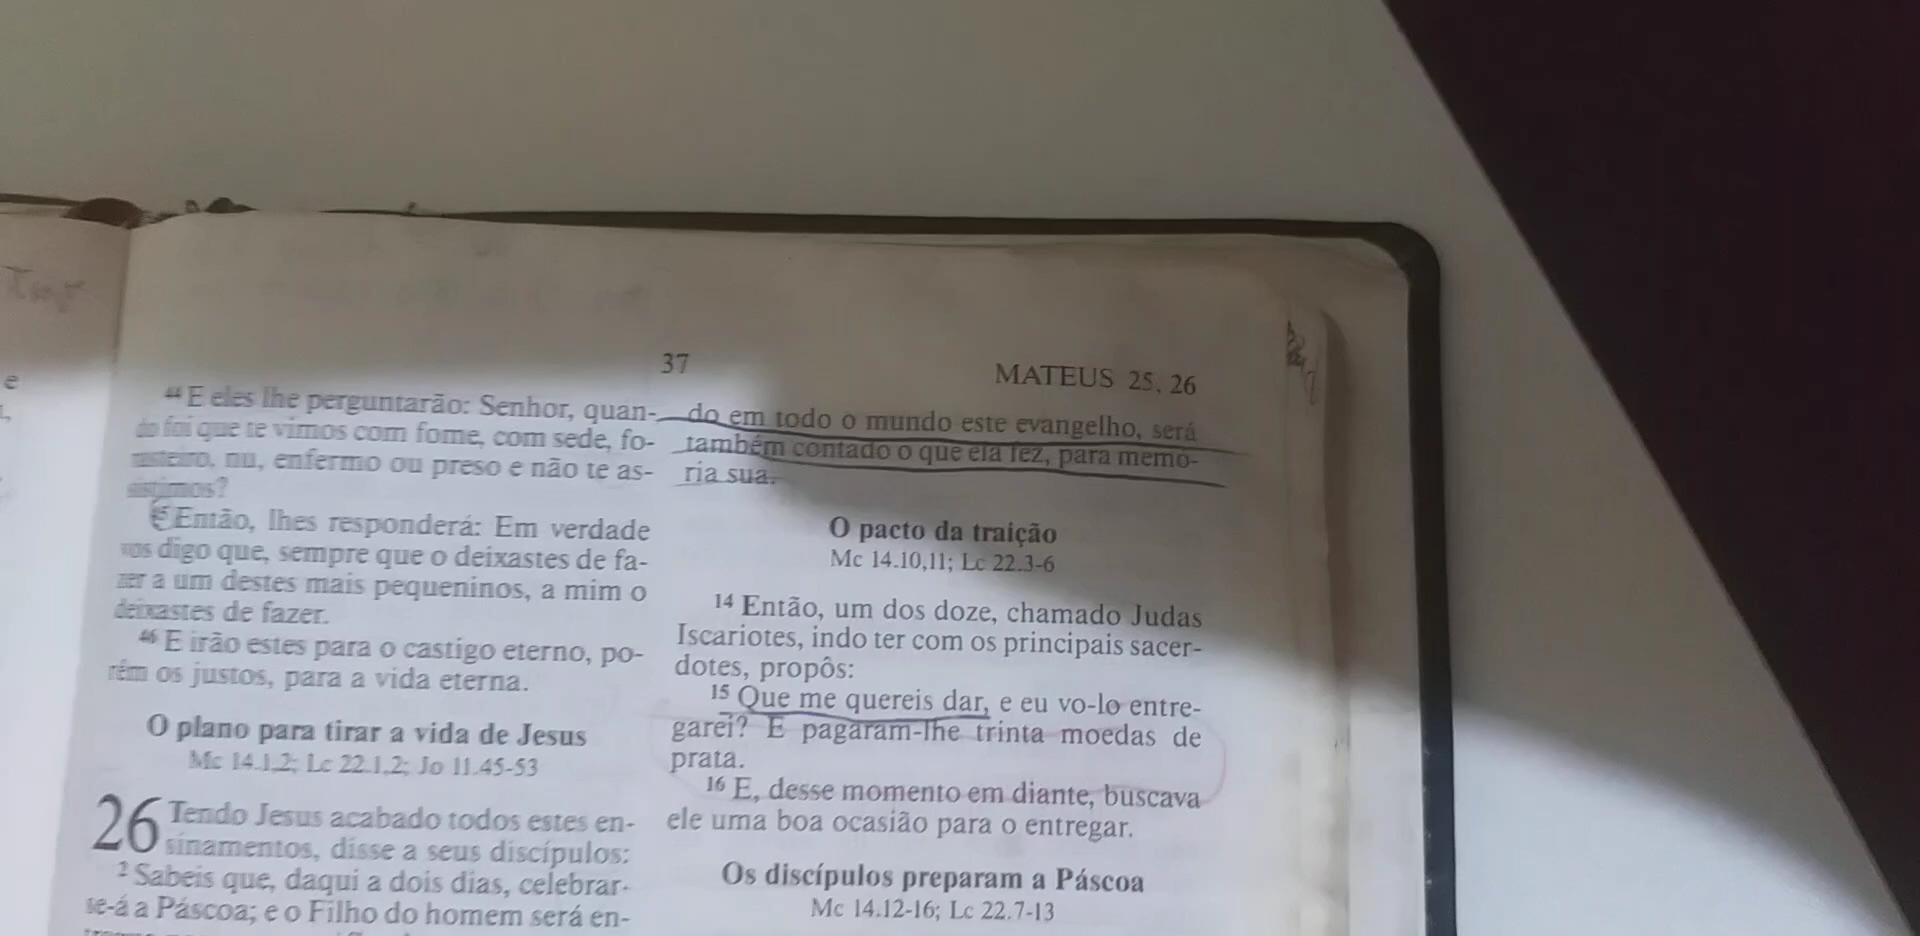 37
MATEUS 25, 26
44 E eles lhe perguntarão: Senhor, quan-
do foi que te vimos com fome, com sede, fo-
rasteiro, nu, enfermo ou preso e não te as-
sistimos?
45 Então, lhes responderá: Em verdade
vos digo que, sempre que o deixastes de fa-
zer a um destes mais pequeninos, a mim o
deixastes de fazer.
46 E irão estes para o castigo eterno, po-
rém os justos, para a vida eterna.
O plano para tirar a vida de Jesus
Mc 14.1,2; Lc 22.1,2; Jo 11.45-53
26 Tendo Jesus acabado todos estes en-
sinamentos, disse a seus discípulos:
2 Sabeis que, daqui a dois dias, celebrar-
se-á a Páscoa; e o Filho do homem será en-
do em todo o mundo este evangelho, será
também contado o que ela fez, para memó-
ria sua.
O pacto da traição
Mc 14.10,11; Lc 22.3-6
14 Então, um dos doze, chamado Judas
Iscariotes, indo ter com os principais sacer-
dotes, propôs:
15 Que me quereis dar, e eu vo-lo entre-
garei? E pagaram-lhe trinta moedas de
prata.
16 E, desse momento em diante, buscava
ele uma boa ocasião para o entregar.
Os discípulos preparam a Páscoa
Mc 14.12-16; Lc 22.7-13